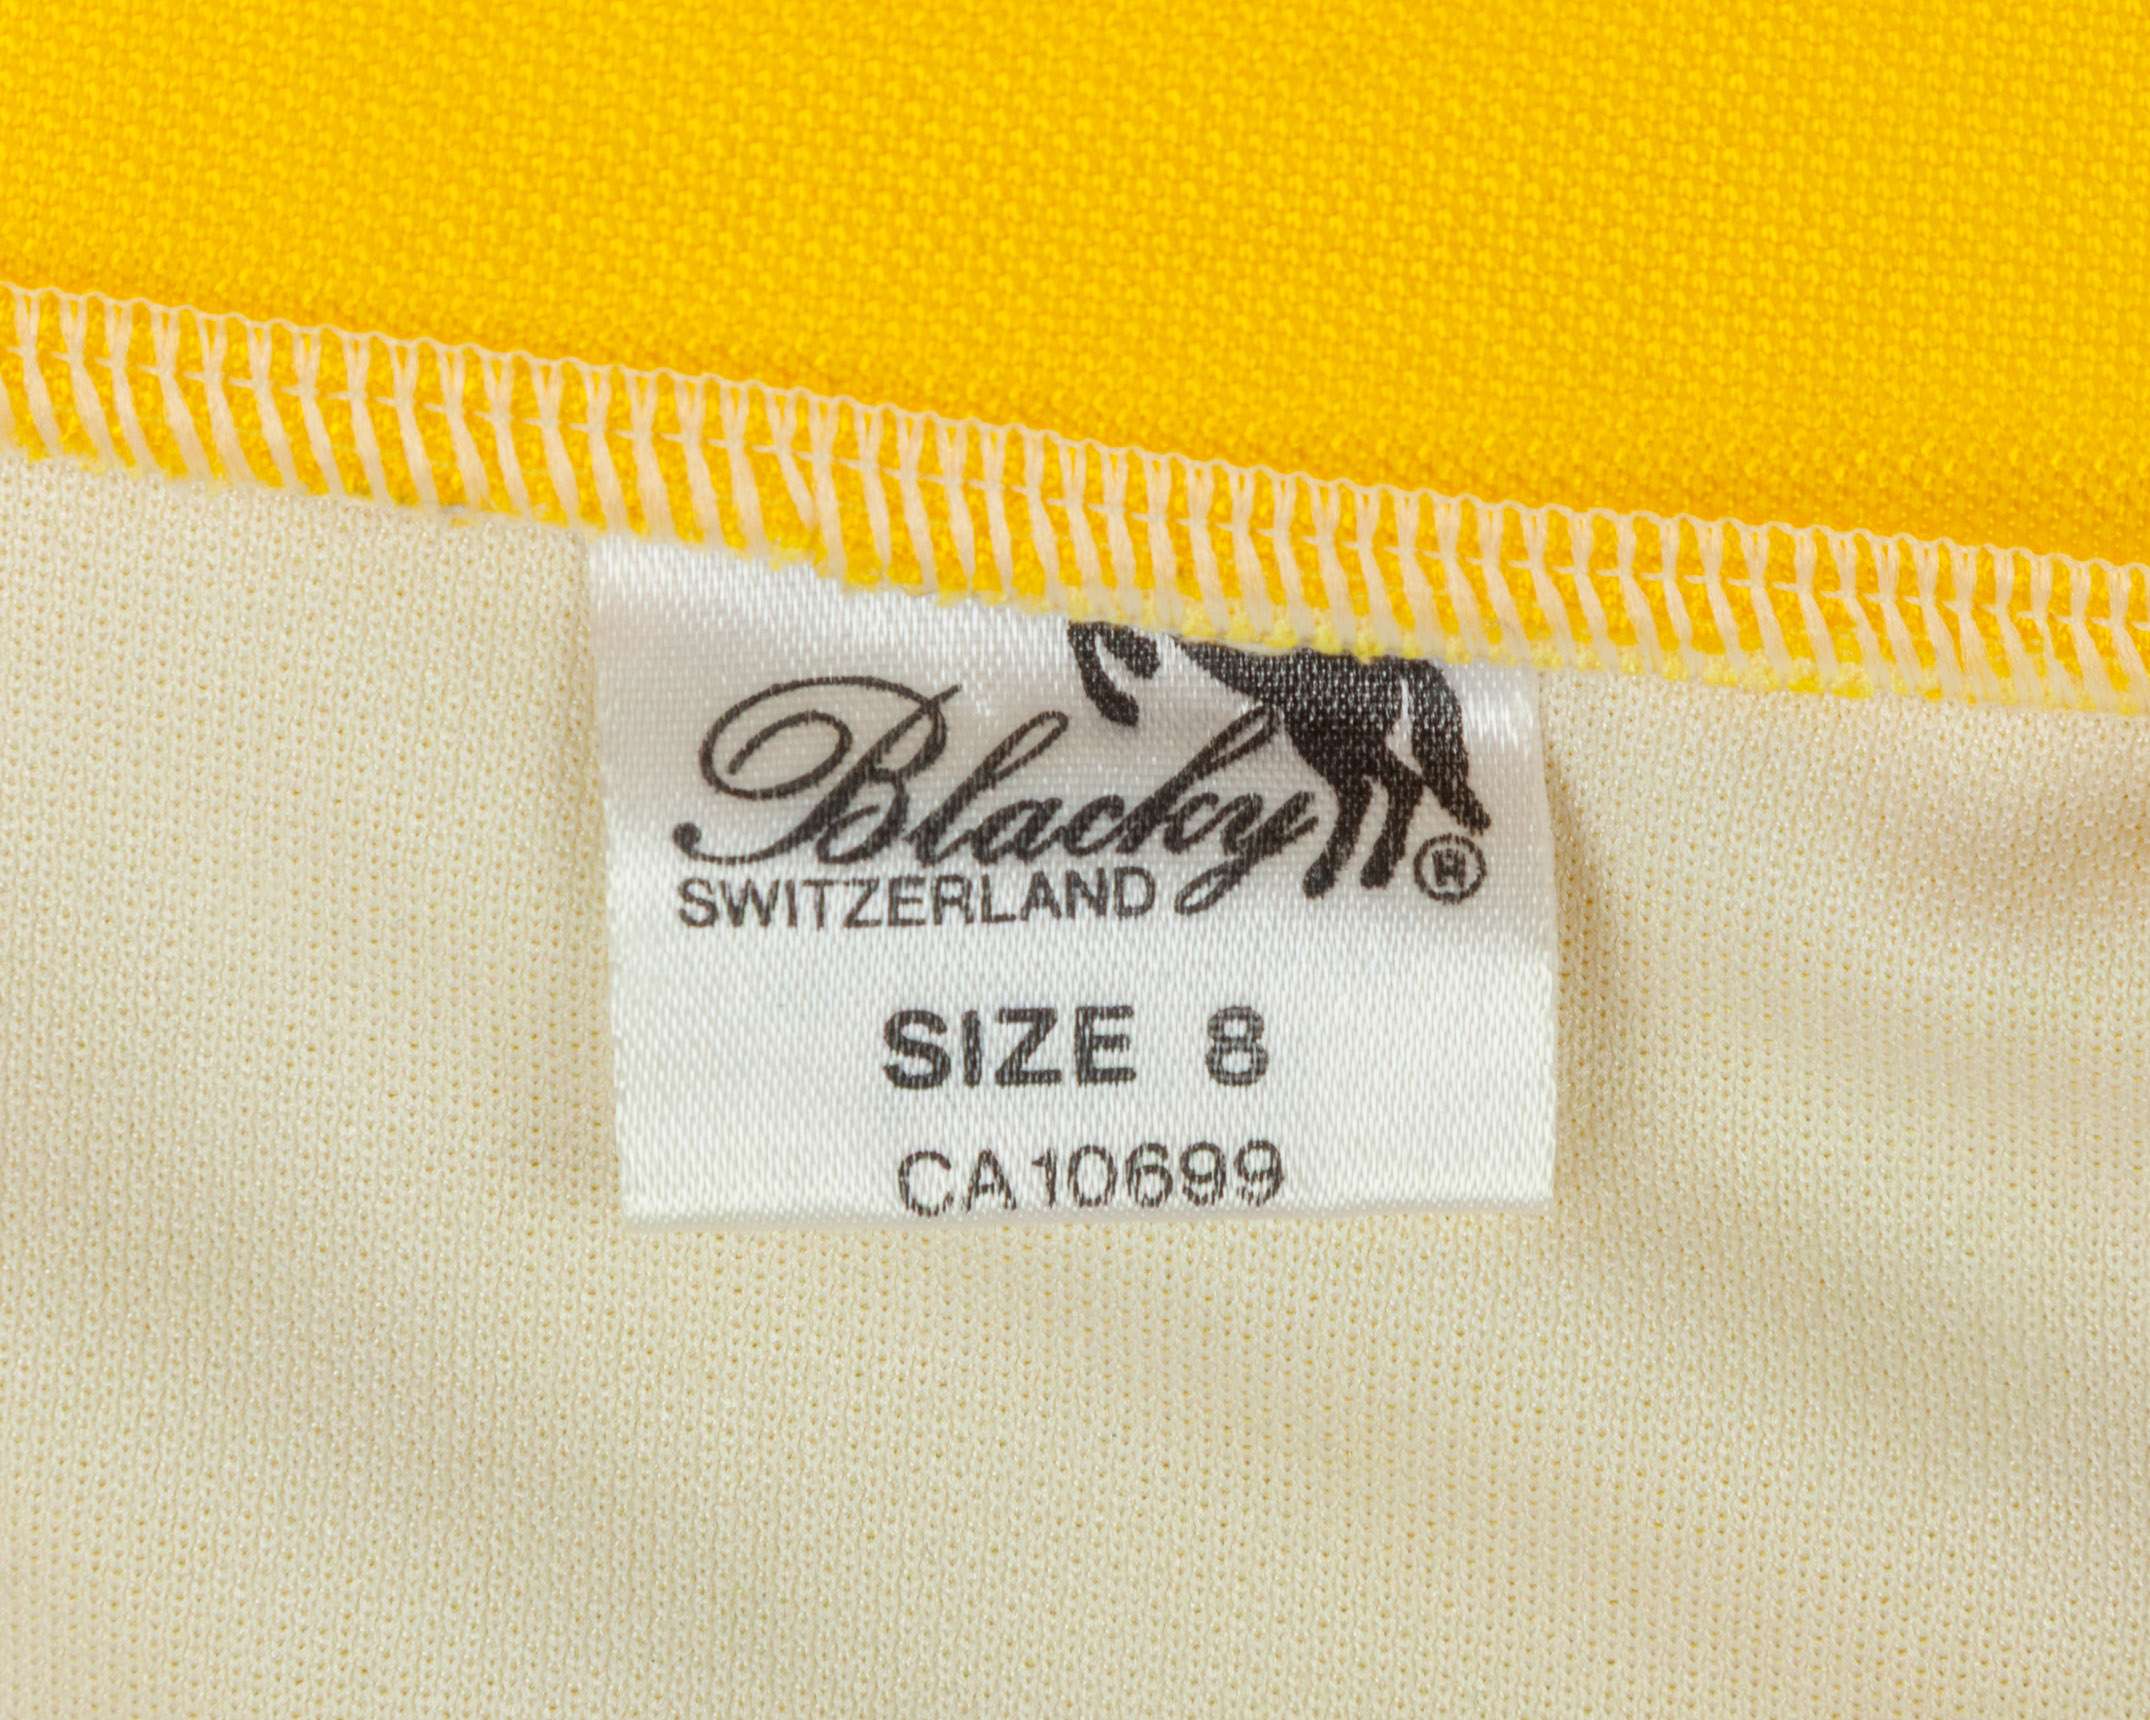 Blacky
SWITZERLAND ®
SIZE 8
CA10699